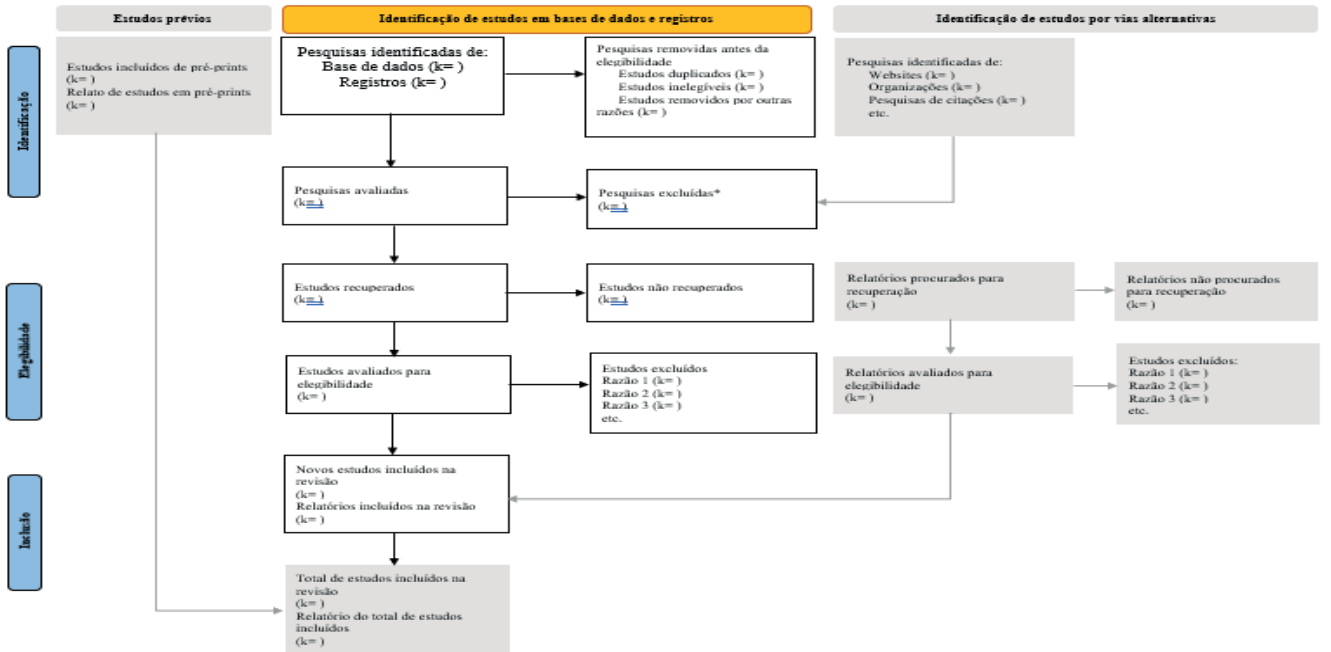 Estudos prévios
Identificação de estudos em bases de dados e registros
Identificação de estudos por vias alternativas
Identificação
Estudos incluídos de pré-prints
(k= )
Relato de estudos em pré-prints
(k= )
Pesquisas identificadas de:
Base de dados (k= )
Registros (k= )
Pesquisas removidas antes da
elegibilidade
Estudos duplicados (k= )
Estudos inelegíveis (k= )
Estudos removidos por outras
razões (k= )
Pesquisas identificadas de:
Websites (k= )
Organizações (k= )
Pesquisas de citações (k= )
etc.
Pesquisas avaliadas
(k= )
Pesquisas excluídas*
(k= )
Elegibilidade
Estudos recuperados
(k= )
Estudos não recuperados
(k= )
Relatórios procurados para
recuperação
(k= )
Relatórios não procurados
para recuperação
(k= )
Estudos avaliados para
elegibilidade
(k= )
Estudos excluídos
Razão 1 (k= )
Razão 2 (k= )
Razão 3 (k= )
etc.
Relatórios avaliados para
elegibilidade
(k= )
Estudos excluídos:
Razão 1 (k= )
Razão 2 (k= )
Razão 3 (k= )
etc.
Inclusão
Novos estudos incluídos na
revisão
(k= )
Relatórios incluídos na revisão
(k= )
Total de estudos incluídos na
revisão
(k= )
Relatório do total de estudos
incluídos
(k= )